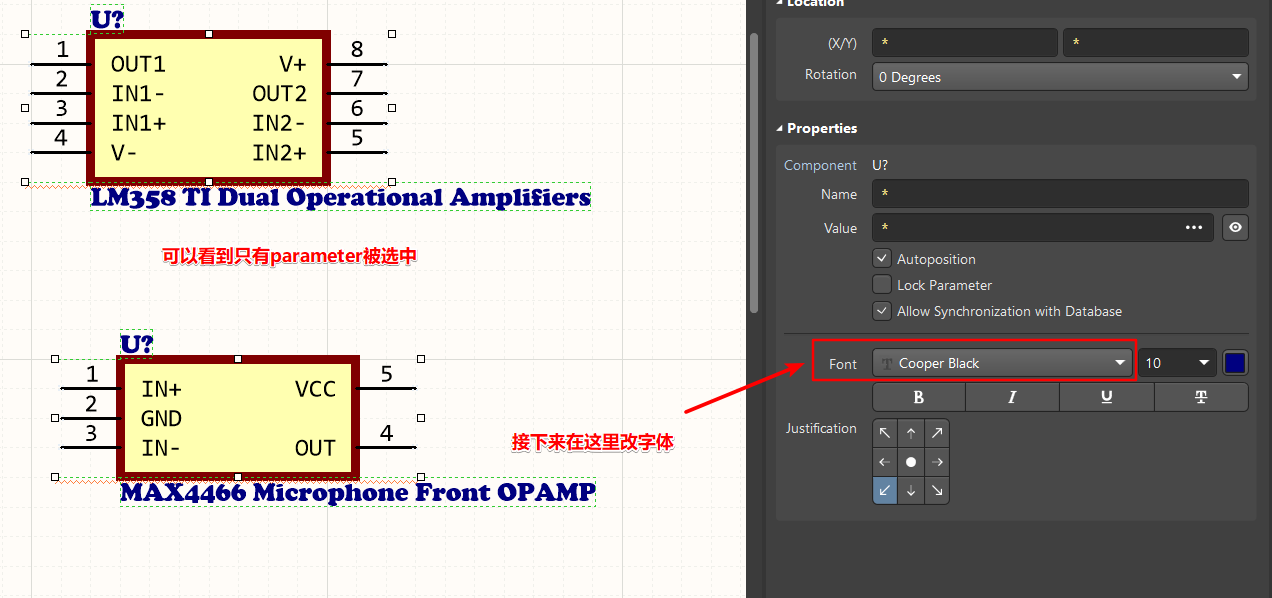 U?
1
2
3
4
OUT1
IN1-
IN1+
V-
V+
OUT2
IN2-
IN2+
8
7
6
5
LM358 TI Dual Operational Amplifiers
可以看到只有parameter被选中
U?
1
2
3
IN+
GND
IN-
VCC
OUT
5
4
MAX4466 Microphone Front OPAMP
接下来在这里改字体
Location
(X/Y) * *
Rotation 0 Degrees
Properties
Component U?
Name *
Value * •••
Autoposition
Lock Parameter
Allow Synchronization with Database
Font T Cooper Black 10
B I U T
Justification